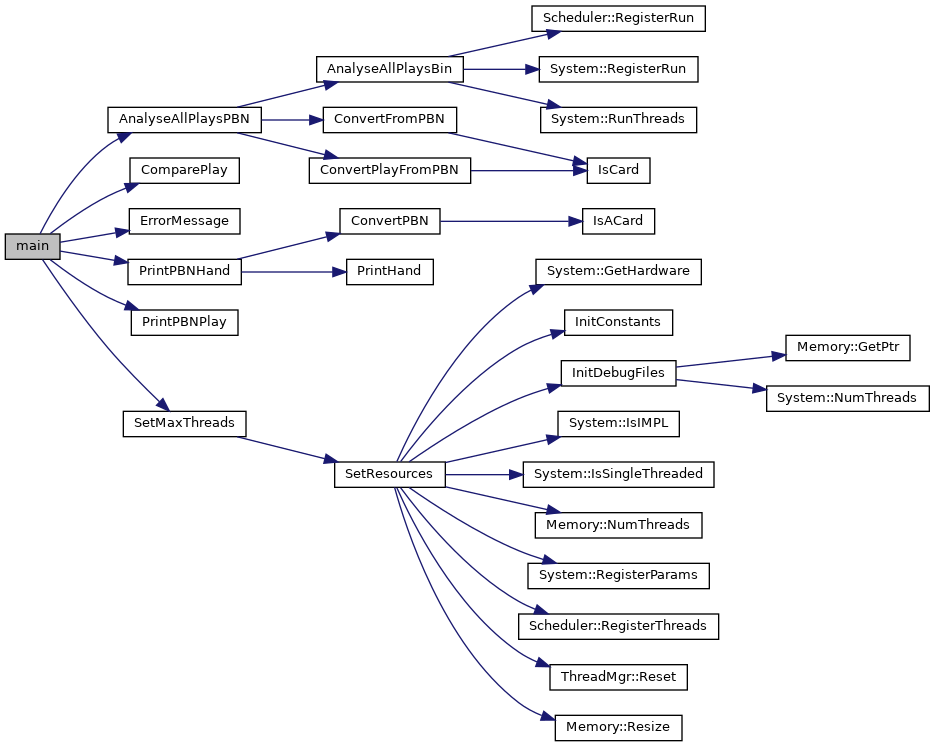 Scheduler::RegisterRun
AnalyseAllPlaysBin
System::RegisterRun
AnalyseAllPlaysPBN
ConvertFromPBN
System::RunThreads
ComparePlay
ConvertPlayFromPBN
IsCard
ErrorMessage
ConvertPBN
IsACard
main
PrintPBNHand
PrintHand
System::GetHardware
PrintPBNPlay
InitConstants
Memory::GetPtr
InitDebugFiles
System::NumThreads
SetMaxThreads
System::IsIMPL
SetResources
System::IsSingleThreaded
Memory::NumThreads
System::RegisterParams
Scheduler::RegisterThreads
ThreadMgr::Reset
Memory::Resize